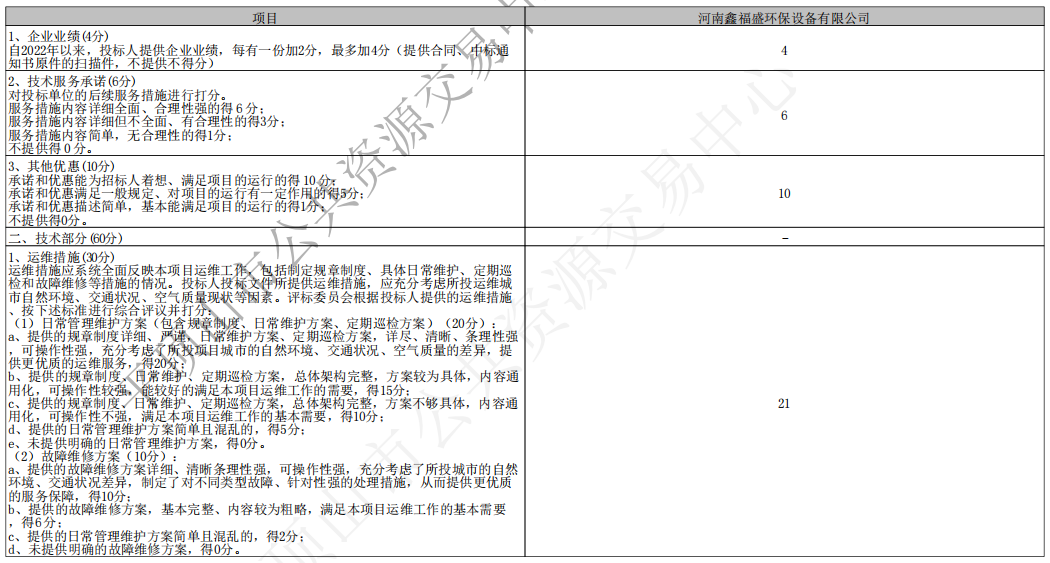 项目
河南鑫福盛环保设备有限公司
1、企业业绩(4分)
自2022年以来，投标人提供企业业绩，每有一份加2分，最多加4分（提供合同、中标通
知书原件的扫描件，不提供不得分）
4
2、技术服务承诺(6分)
对投标单位的后续服务措施进行打分。
服务措施内容详细全面、合理性强的得 6 分；
服务措施内容详细但不全面、有合理性的得3分；
服务措施内容简单，无合理性的得1分；
不提供得 0 分。
6
3、其他优惠(10分)
承诺和优惠能为招标人着想、满足项目的运行的得 10 分；
承诺和优惠满足一般规定、对项目的运行有一定作用的得5分；
承诺和优惠描述简单，基本能满足项目的运行的得1分；
不提供得0分。
10
二、技术部分(60分)
-
1、运维措施(30分)
运维措施应系统全面反映本项目运维工作，包括制定规章制度、具体日常维护、定期巡
检和故障维修等措施的情况。投标人投标文件所提供运维措施，应充分考虑所投运维城
市自然环境、交通状况、空气质量现状等因素。评标委员会根据投标人提供的运维措施
、按下述标准进行综合评议并打分：
（1）日常管理维护方案（包含规章制度、日常维护方案、定期巡检方案）（20分）：
a、提供的规章制度详细、严谨、日常维护方案、定期巡检方案，详尽、清晰、条理性强
，可操作性强，充分考虑了所投项目城市的自然环境、交通状况、空气质量的差异，提
供更优质的运维服务，得20分；
b、提供的规章制度、日常维护、定期巡检方案，总体架构完整，方案较为具体，内容通
用化，可操作性较强，能较好的满足本项目运维工作的需要，得15分；
c、提供的规章制度、日常维护、定期巡检方案，总体架构完整，方案不够具体，内容通
用化，可操作性不强，满足本项目运维工作的基本需要，得10分；
d、提供的日常管理维护方案简单且混乱的，得5分；
e、未提供明确的日常管理维护方案，得0分。
（2）故障维修方案（10分）：
a、提供的故障维修方案详细、清晰条理性强，可操作性强，充分考虑了所投城市的自然
环境、交通状况差异，制定了对不同类型故障、针对性强的处理措施，从而提供更优质
的服务保障，得10分；
b、提供的故障维修方案，基本完整、内容较为粗略，满足本项目运维工作的基本需要
，得6分；
c、提供的日常管理维护方案简单且混乱的，得2分；
d、未提供明确的故障维修方案，得0分。
21
平顶山市公共资源交易中心
顶山市公共资源交易中心